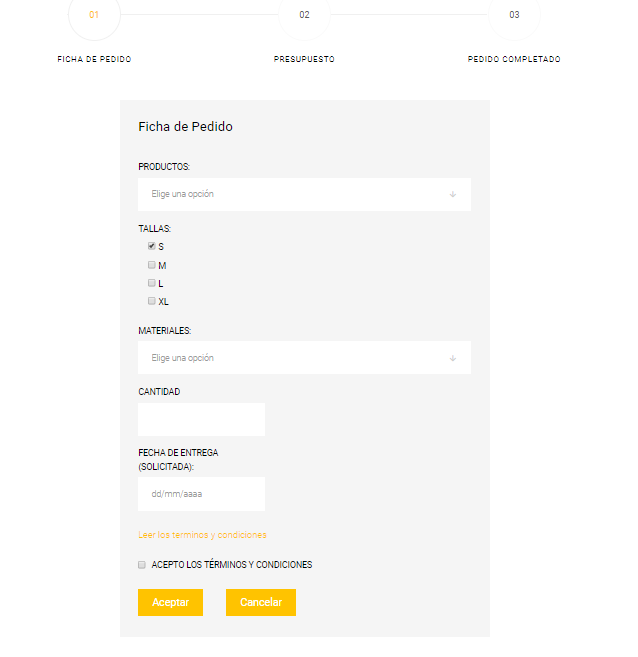 01 02 03
FICHA DE PEDIDO PRESUPUESTO PEDIDO COMPLETADO
Ficha de Pedido
PRODUCTOS:
Elige una opción
TALLAS:
S
M
L
XL
MATERIALES:
Elige una opción
CANTIDAD
FECHA DE ENTREGA
(SOLICITADA):
dd/mm/aaaa
Leer los terminos y condiciones
ACEPTO LOS TÉRMINOS Y CONDICIONES
Aceptar Cancelar